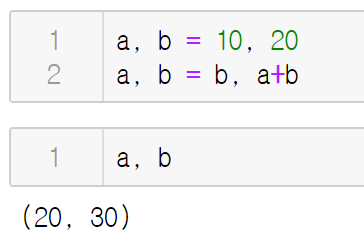 1 a, b = 10, 20
2 a, b = b, a+b
1 a, b
(20, 30)